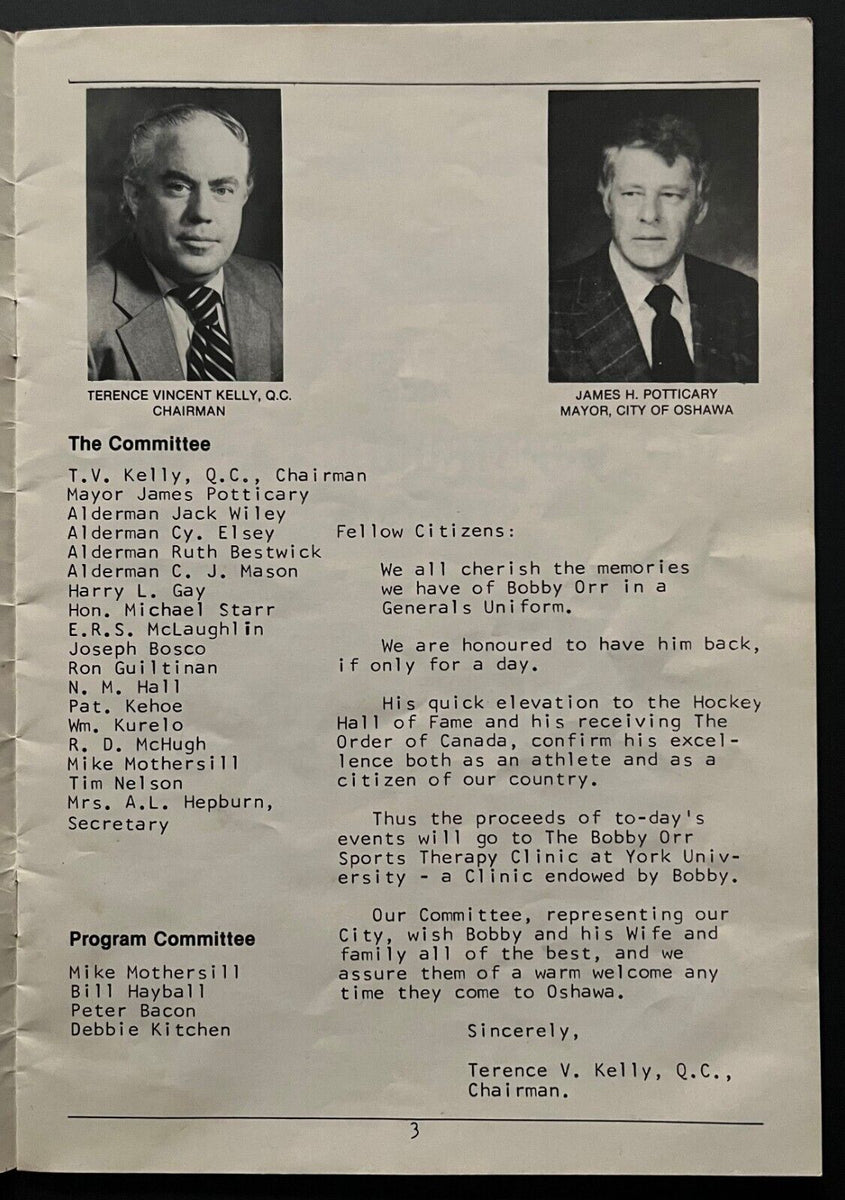 TERENCE VINCENT KELLY, Q.C.
CHAIRMAN
JAMES H. POTTICARY
MAYOR, CITY OF OSHAWA
The Committee
T.V. Kelly, Q.C., Chairman
Mayor James Potticary
Alderman Jack Wiley
Alderman Cy. Elsey
Alderman Ruth Bestwick
Alderman C. J. Mason
Harry L. Gay
Hon. Michael Starr
E.R.S. McLaughlin
Joseph Bosco
Ron Guiltinan
N. M. Hall
Pat. Kehoe
Wm. Kurelo
R. D. McHugh
Mike Mothersill
Tim Nelson
Mrs. A.L. Hepburn,
Secretary
Program Committee
Mike Mothersill
Bill Hayball
Peter Bacon
Debbie Kitchen
Fellow Citizens:
We all cherish the memories
we have of Bobby Orr in a
Generals Uniform.
We are honoured to have him back,
if only for a day.
His quick elevation to the Hockey
Hall of Fame and his receiving The
Order of Canada, confirm his excel-
lence both as an athlete and as a
citizen of our country.
Thus the proceeds of to-day's
events will go to The Bobby Orr
Sports Therapy Clinic at York Univ-
ersity - a Clinic endowed by Bobby.
Our Committee, representing our
City, wish Bobby and his Wife and
family all of the best, and we
assure them of a warm welcome any
time they come to Oshawa.
Sincerely,
Terence V. Kelly, Q.C.,
Chairman.
3